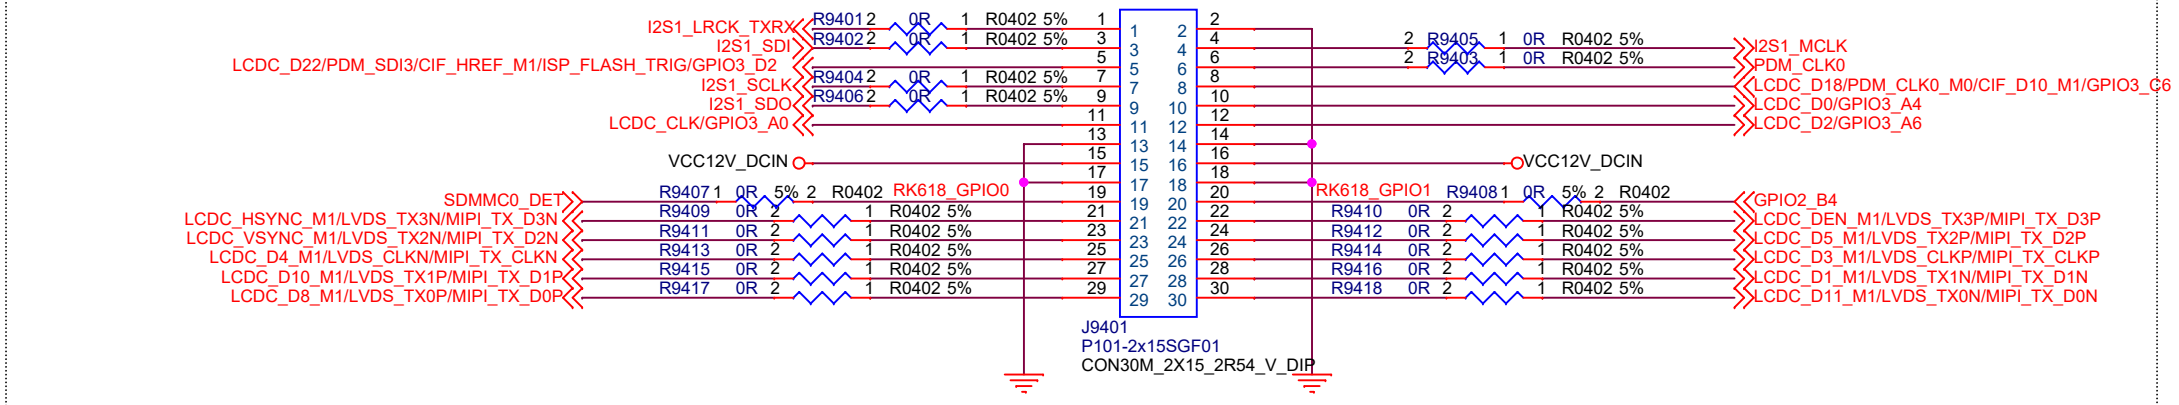 I2S1_LRCK_TXRX R9401 2 0R 1 R0402 5% 1 1 2 2
I2S1_SDI R9402 2 0R 1 R0402 5% 3 3 4 4 2 R9405 1 0R R0402 5% I2S1_MCLK
LCDC_D22/PDM_SDI3/CIF_HREF_M1/ISP_FLASH_TRIG/GPIO3_D2 5 5 6 6 2 R9403 1 0R R0402 5% PDM_CLK0
I2S1_SCLK R9404 2 0R 1 R0402 5% 7 7 8 8 LCDC_D18/PDM_CLK0_M0/CIF_D10_M1/GPIO3_C6
I2S1_SDO R9406 2 0R 1 R0402 5% 9 9 10 10 LCDC_D0/GPIO3_A4
LCDC_CLK/GPIO3_A0 11 11 12 12 LCDC_D2/GPIO3_A6
13 13 14 14
VCC12V_DCIN 15 15 16 16 VCC12V_DCIN
17 17 18 18
SDMMC0_DET R9407 1 0R 5% 2 R0402 RK618_GPIO0 19 19 20 20 RK618_GPIO1 R9408 1 0R 5% 2 R0402 GPIO2_B4
LCDC_HSYNC_M1/LVDS_TX3N/MIPI_TX_D3N R9409 0R 2 1 R0402 5% 21 21 22 22 R9410 0R 2 1 R0402 5% LCDC_DEN_M1/LVDS_TX3P/MIPI_TX_D3P
LCDC_VSYNC_M1/LVDS_TX2N/MIPI_TX_D2N R9411 0R 2 1 R0402 5% 23 23 24 24 R9412 0R 2 1 R0402 5% LCDC_D5_M1/LVDS_TX2P/MIPI_TX_D2P
LCDC_D4_M1/LVDS_CLKN/MIPI_TX_CLKN R9413 0R 2 1 R0402 5% 25 25 26 26 R9414 0R 2 1 R0402 5% LCDC_D3_M1/LVDS_CLKP/MIPI_TX_CLKP
LCDC_D10_M1/LVDS_TX1P/MIPI_TX_D1P R9415 0R 2 1 R0402 5% 27 27 28 28 R9416 0R 2 1 R0402 5% LCDC_D1_M1/LVDS_TX1N/MIPI_TX_D1N
LCDC_D8_M1/LVDS_TX0P/MIPI_TX_D0P R9417 0R 2 1 R0402 5% 29 29 30 30 R9418 0R 2 1 R0402 5% LCDC_D11_M1/LVDS_TX0N/MIPI_TX_D0N
J9401
P101-2x15SGF01
CON30M_2X15_2R54_V_DIP